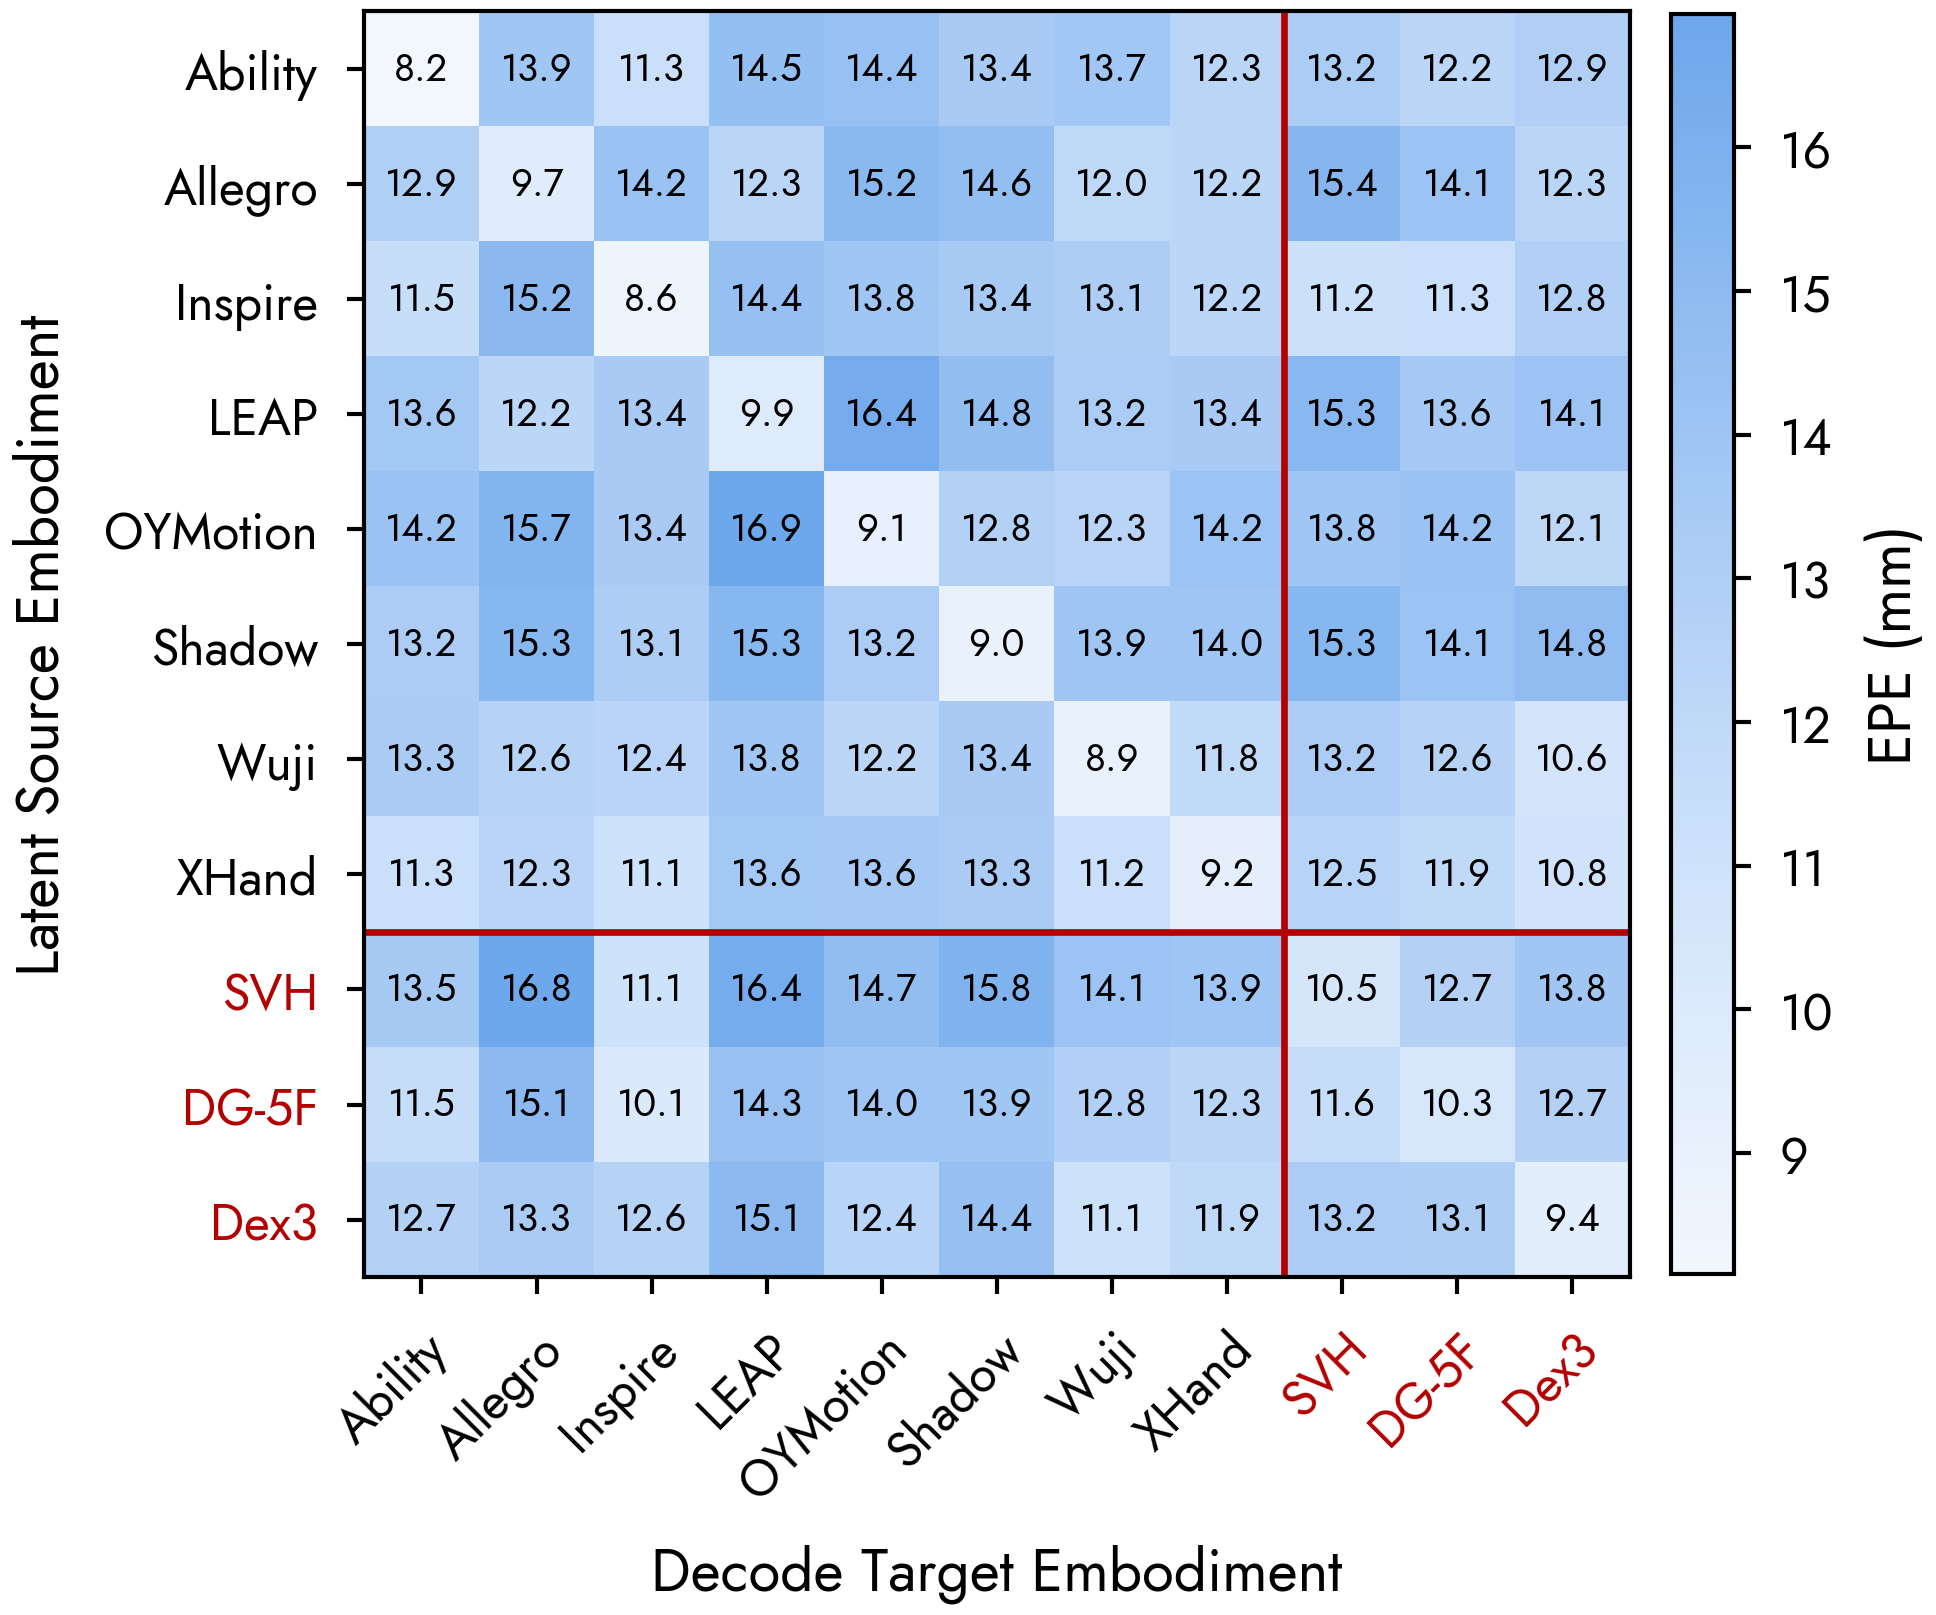 Ability 8.2 13.9 11.3 14.5 14.4 13.4 13.7 12.3 13.2 12.2 12.9
Allegro 12.9 9.7 14.2 12.3 15.2 14.6 12.0 12.2 15.4 14.1 12.3
Inspire 11.5 15.2 8.6 14.4 13.8 13.4 13.1 12.2 11.2 11.3 12.8
LEAP 13.6 12.2 13.4 9.9 16.4 14.8 13.2 13.4 15.3 13.6 14.1
OYMotion 14.2 15.7 13.4 16.9 9.1 12.8 12.3 14.2 13.8 14.2 12.1
Shadow 13.2 15.3 13.1 15.3 13.2 9.0 13.9 14.0 15.3 14.1 14.8
Wuji 13.3 12.6 12.4 13.8 12.2 13.4 8.9 11.8 13.2 12.6 10.6
XHand 11.3 12.3 11.1 13.6 13.6 13.3 11.2 9.2 12.5 11.9 10.8
SVH 13.5 16.8 11.1 16.4 14.7 15.8 14.1 13.9 10.5 12.7 13.8
DG-5F 11.5 15.1 10.1 14.3 14.0 13.9 12.8 12.3 11.6 10.3 12.7
Dex3 12.7 13.3 12.6 15.1 12.4 14.4 11.1 11.9 13.2 13.1 9.4
Ability Allegro Inspire LEAP OYMotion Shadow Wuji XHand SVH DG-5F Dex3
Decode Target Embodiment
Latent Source Embodiment
16
15
14
13
12
11
10
9
EPE (mm)